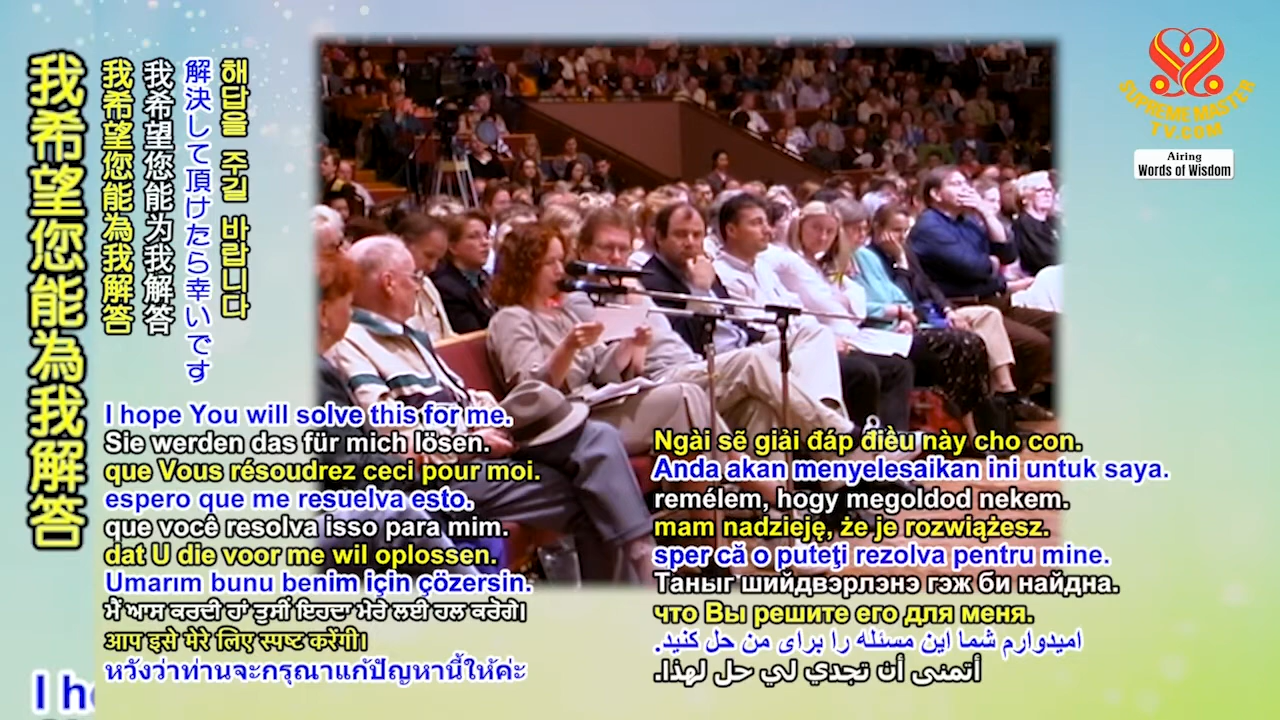 我希望您能為我解答
我希望您能為我解答
我希望您能为我解答
解決して頂けたら幸いです
해답을 주길 바랍니다
SUPREME MASTER
TV.COM
Airing
Words of Wisdom
I hope You will solve this for me.
Sie werden das für mich lösen.
que Vous résoudrez ceci pour moi.
espero que me resuelva esto.
que você resolva isso para mim.
dat U die voor me wil oplossen.
Umarım bunu benim için çözersin.
ਮੈਂ ਆਸ ਕਰਦੀ ਹਾਂ ਤੁਸੀਂ ਇਹਦਾ ਮੇਰੇ ਲਈ ਹਲ ਕਰੋਗੇ।
आप इसे मेरे लिए स्पष्ट करेंगी।
หวังว่าท่านจะกรุณาแก้ปัญหานี้ให้ค่ะ
Ngài sẽ giải đáp điều này cho con.
Anda akan menyelesaikan ini untuk saya.
remélem, hogy megoldod nekem.
mam nadzieję, że je rozwiążesz.
sper că o puteţi rezolva pentru mine.
Таныг шийдвэрлэнэ гэж би найдна.
что Вы решите его для меня.
امیدوارم شما این مسئله را برای من حل کنید.
أتمنى أن تجدي لي حل لهذا.
I h